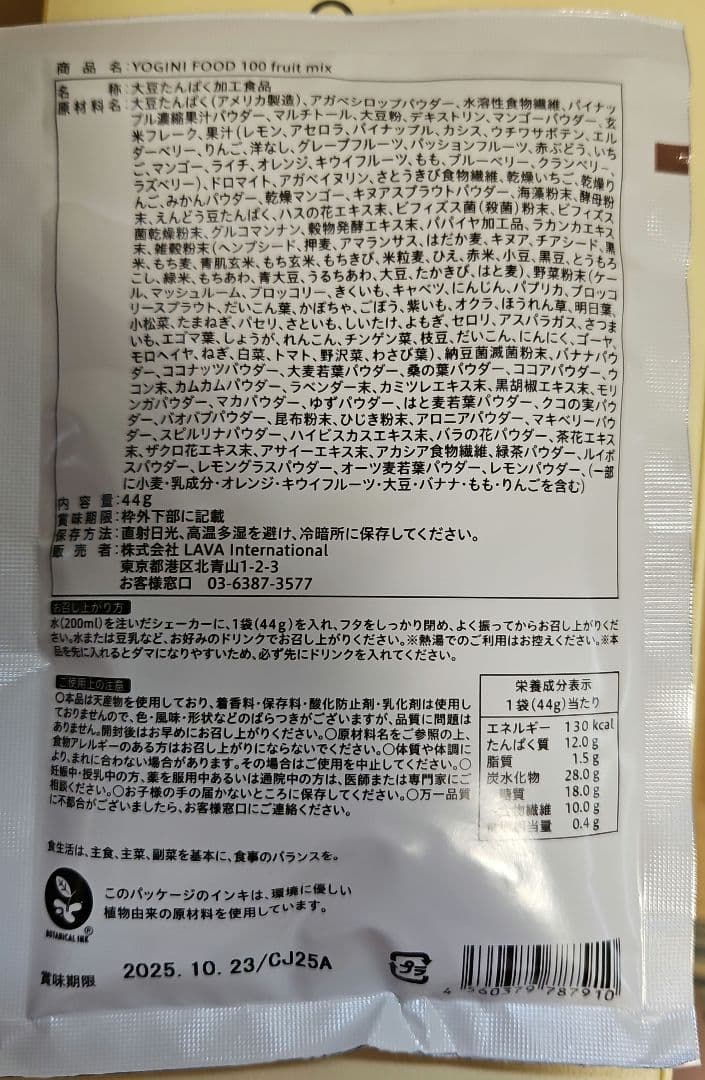 商品名:YOGINI FOOD 100 fruit mix
名称:大豆たんぱく加工食品
原材料名:大豆たんぱく(アメリカ製造)、アガベシロップパウダー、水溶性食物繊維、パイナッ
プル濃縮果汁パウダー、マルチトール、大豆粉、デキストリン、マンゴーパウダー、玄
米フレーク、果汁(レモン、アセロラ、パイナップル、カシス、ウチワサボテン、エル
ダーベリー、りんご、洋なし、グレープフルーツ、パッションフルーツ、赤ぶどう、いち
ご、マンゴー、ライチ、オレンジ、キウイフルーツ、もも、ブルーベリー、クランベリー、
ラズベリー)、ドロマイト、アガベイヌリン、さとうきび食物繊維、乾燥いちご、乾燥り
んご、みかんパウダー、乾燥マンゴー、キヌアスプラウトパウダー、海藻粉末、酵母粉
末、えんどう豆たんぱく、ハスの花エキス末、ビフィズス菌(殺菌)粉末、ビフィズス
菌乾燥粉末、グルコマンナン、穀物発酵エキス末、パパイヤ加工品、ラカンカエキス
末、雑穀粉末(ヘンプシード、押麦、アマランサス、はだか麦、キヌア、チアシード、黒
米、もち麦、青肌玄米、もち玄米、もちきび、米粒麦、ひえ、赤米、小豆、黒豆、とうもろ
こし、緑米、もちあわ、青大豆、うるちあわ、大豆、たかきび、はと麦)、野菜粉末(ケー
ル、マッシュルーム、ブロッコリー、きくいも、キャベツ、にんじん、パプリカ、ブロッコ
リースプラウト、だいこん葉、かぼちゃ、ごぼう、紫いも、オクラ、ほうれん草、明日葉、
小松菜、たまねぎ、パセリ、さといも、しいたけ、よもぎ、セロリ、アスパラガス、さつま
いも、エゴマ葉、しょうが、れんこん、チンゲン菜、枝豆、だいこん、にんにく、ゴーヤ、
モロヘイヤ、ねぎ、白菜、トマト、野沢菜、わさび葉)、納豆菌滅菌粉末、バナナパウ
ダー、ココナッツパウダー、大麦若葉パウダー、桑の葉パウダー、ココアパウダー、ウ
コン末、カムカムパウダー、ラベンダー末、カミツレエキス末、黒胡椒エキス末、モリ
ンガパウダー、マカパウダー、ゆずパウダー、はと麦若葉パウダー、クコの実パウ
ダー、バオバブパウダー、昆布粉末、ひじき粉末、アロニアパウダー、マキベリーパウ
ダー、スピルリナパウダー、ハイビスカスエキス末、バラの花パウダー、茶花エキス
末、ザクロ花エキス末、アサイーエキス末、アカシア食物繊維、緑茶パウダー、ルイボ
スパウダー、レモングラスパウダー、オーツ麦若葉パウダー、レモンパウダー、(一部
に小麦・乳成分・オレンジ・キウイフルーツ・大豆・バナナ・もも・りんごを含む)
内容量:44g
賞味期限:枠外下部に記載
保存方法:直射日光、高温多湿を避け、冷暗所に保存してください。
販売者:株式会社 LAVA International
東京都港区北青山1-2-3
お客様窓口 03-6387-3577
お召し上がり方
水(200ml)を注いだシェーカーに、1袋(44g)を入れ、フタをしっかり閉め、よく振ってからお召し上がりくだ
さい。水または豆乳など、お好みのドリンクでお召し上がりください。※熱湯でのご利用はお控えください。※本
品を先に入れるとダマになりやすいため、必ず先にドリンクを入れてください。
ご使用上の注意
〇本品は天産物を使用しており、着香料・保存料・酸化防止剤・乳化剤は使用し
ておりませんので、色・風味・形状などのばらつきがございますが、品質に問題は
ありません。開封後はお早めにお召し上がりください。〇原材料名をご参照の上、
食物アレルギーのある方はお召し上がりにならないでください。〇体質や体調に
より、まれに合わない場合があります。その場合はご使用を中止してください。〇
妊娠中・授乳中の方、薬を服用中あるいは通院中の方は、医師または専門家にご
相談ください。〇お子様の手の届かないところに保存してください。〇万一品質
に不都合がございましたら、お客様窓口にご連絡ください。
栄養成分表示
1袋(44g)当たり
エネルギー 130 kcal
たんぱく質 12.0 g
脂質 1.5 g
炭水化物 28.0 g
糖質 18.0 g
物繊維 10.0 g
当量 0.4 g
食生活は、主食、主菜、副菜を基本に、食事のバランスを。
このパッケージのインキは、環境に優しい
植物由来の原材料を使用しています。
BOTANICAL INK®
賞味期限 2025.10.23/CJ25A
プラ
4 560379 787910